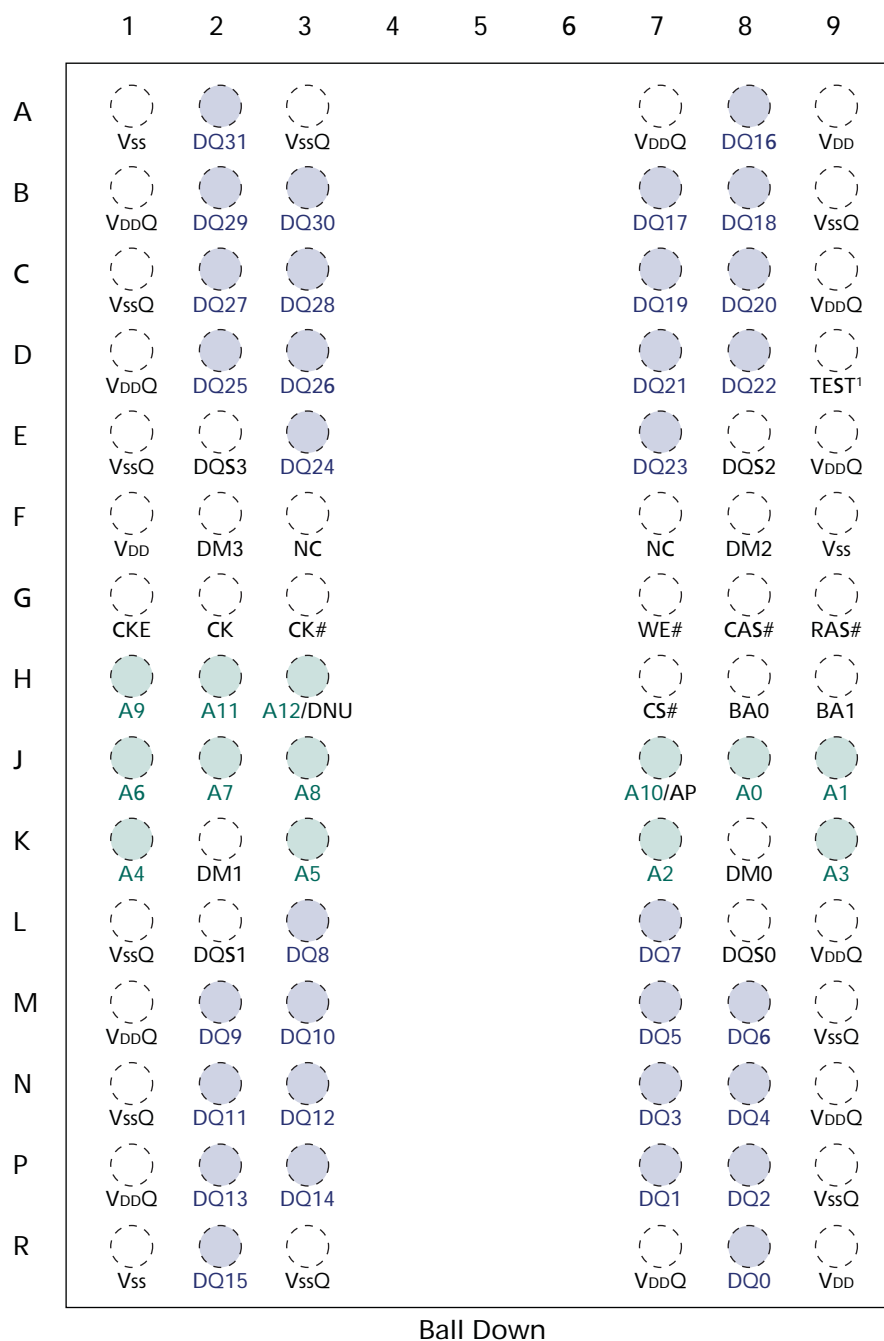 1 2 3 4 5 6 7 8 9
A
Vss DQ31 VssQ VDDQ DQ16 VDD
B
VDDQ DQ29 DQ30 DQ17 DQ18 VssQ
C
VssQ DQ27 DQ28 DQ19 DQ20 VDDQ
D
VDDQ DQ25 DQ26 DQ21 DQ22 TEST¹
E
VssQ DQS3 DQ24 DQ23 DQS2 VDDQ
F
VDD DM3 NC NC DM2 Vss
G
CKE CK CK# WE# CAS# RAS#
H
A9 A11 A12/DNU CS# BA0 BA1
J
A6 A7 A8 A10/AP A0 A1
K
A4 DM1 A5 A2 DM0 A3
L
VssQ DQS1 DQ8 DQ7 DQS0 VDDQ
M
VDDQ DQ9 DQ10 DQ5 DQ6 VssQ
N
VssQ DQ11 DQ12 DQ3 DQ4 VDDQ
P
VDDQ DQ13 DQ14 DQ1 DQ2 VssQ
R
Vss DQ15 VssQ VDDQ DQ0 VDD
Ball Down